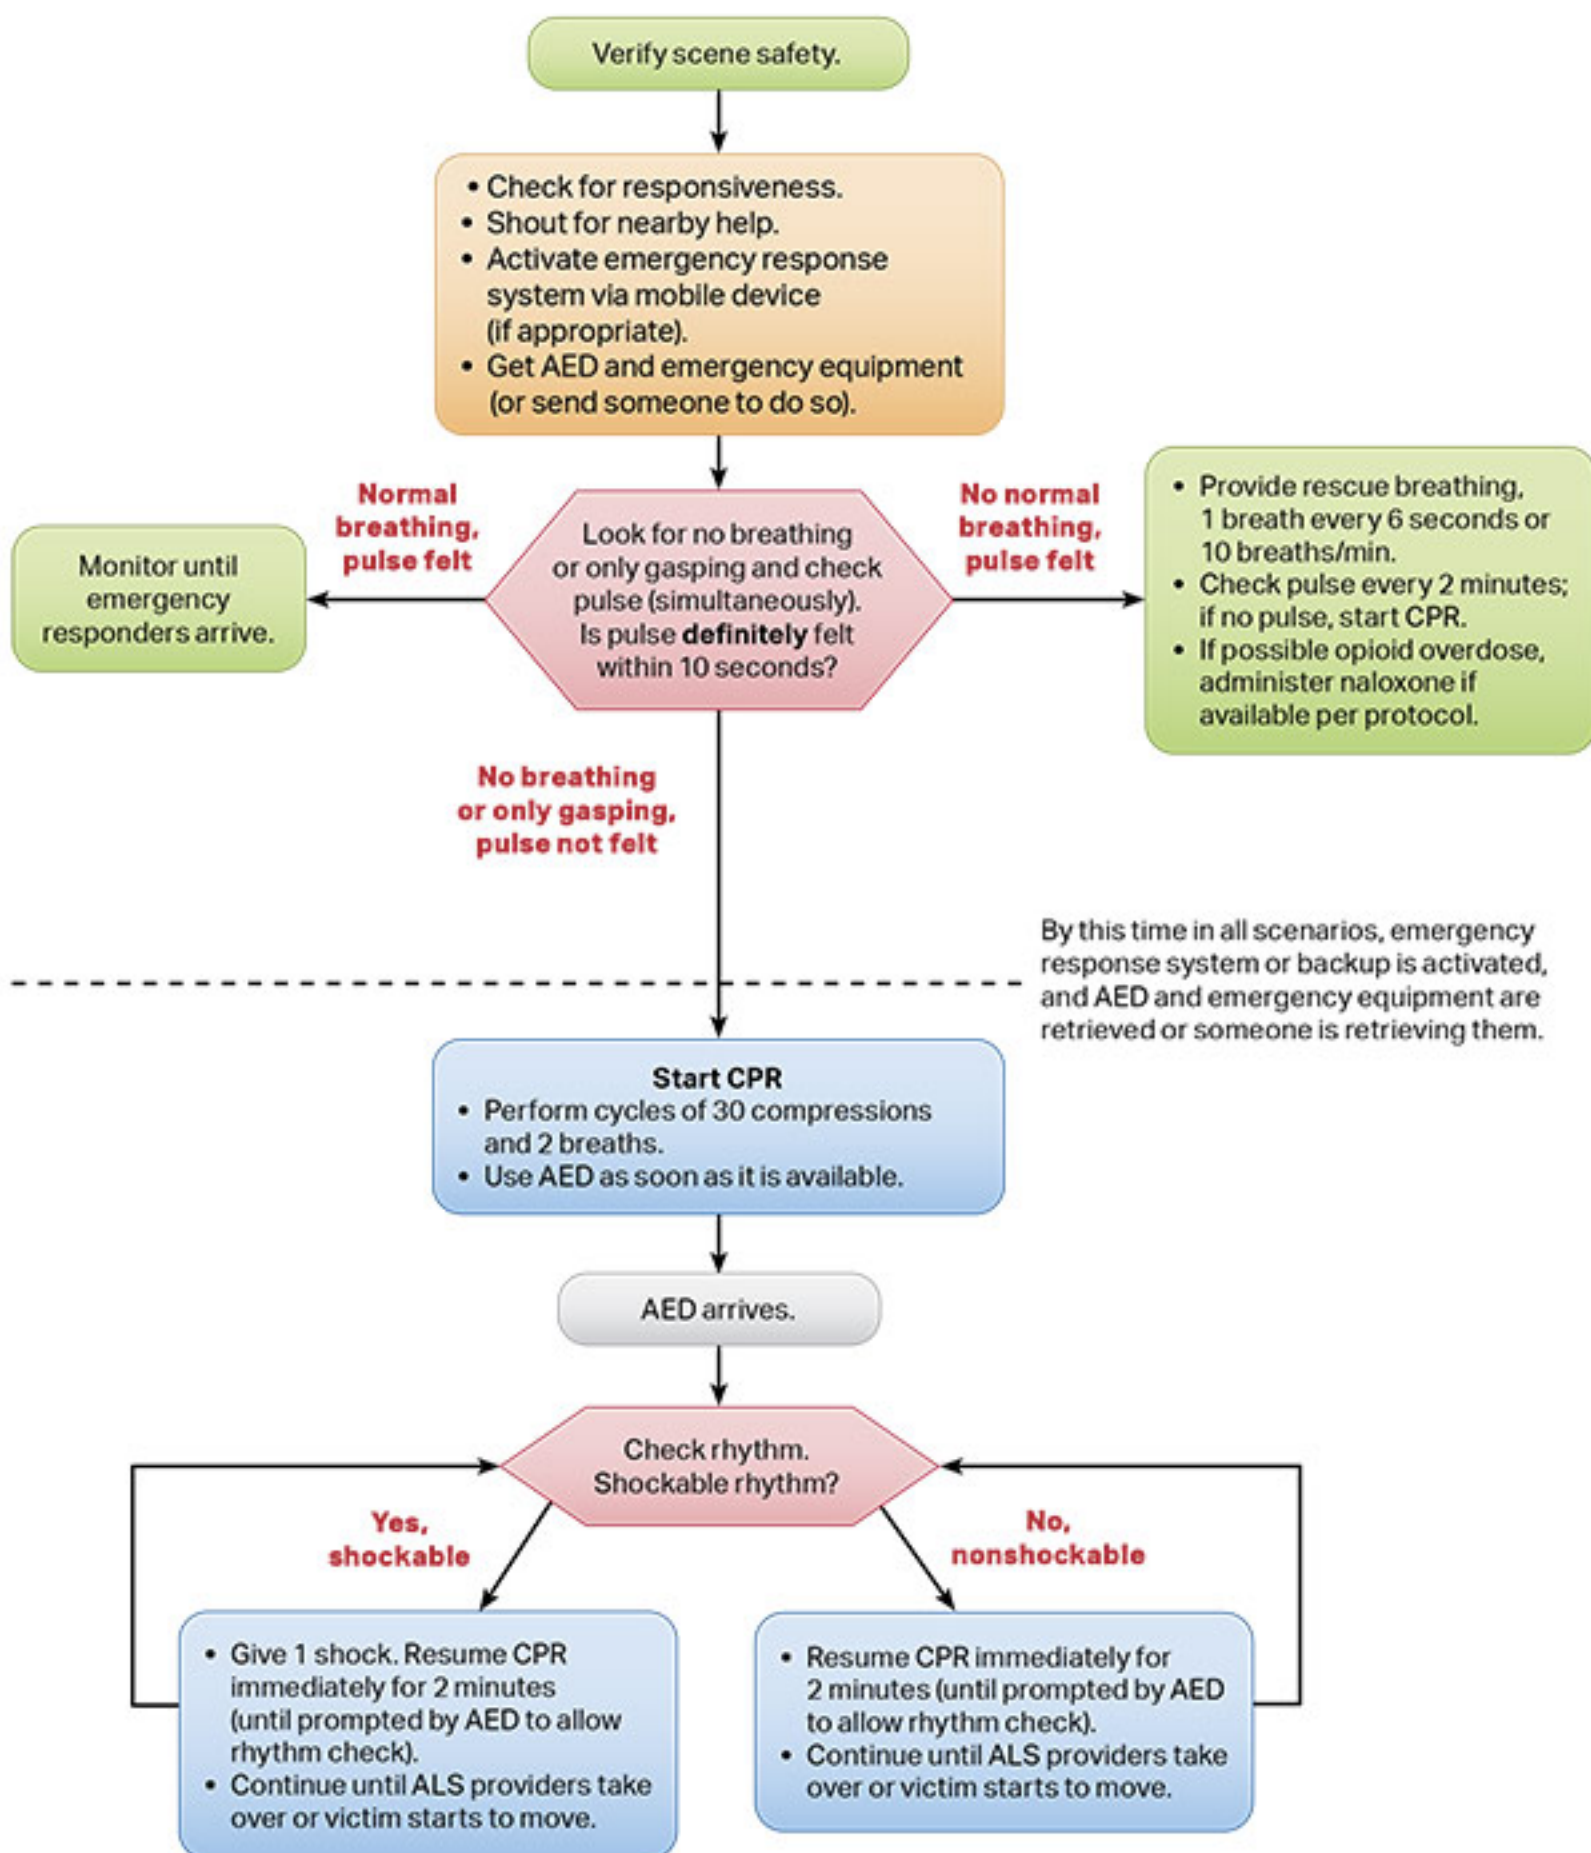 Verify scene safety.
• Check for responsiveness.
• Shout for nearby help.
• Activate emergency response
system via mobile device
(if appropriate).
• Get AED and emergency equipment
(or send someone to do so).
Normal
breathing,
pulse felt
Monitor until
emergency
responders arrive.
Look for no breathing
or only gasping and check
pulse (simultaneously).
Is pulse definitely felt
within 10 seconds?
No normal
breathing,
pulse felt
• Provide rescue breathing,
1 breath every 6 seconds or
10 breaths/min.
• Check pulse every 2 minutes;
if no pulse, start CPR.
• If possible opioid overdose,
administer naloxone if
available per protocol.
No breathing
or only gasping,
pulse not felt
By this time in all scenarios, emergency
response system or backup is activated,
and AED and emergency equipment are
retrieved or someone is retrieving them.
Start CPR
• Perform cycles of 30 compressions
and 2 breaths.
• Use AED as soon as it is available.
AED arrives.
Check rhythm.
Shockable rhythm?
Yes,
shockable
No,
nonshockable
• Give 1 shock. Resume CPR
immediately for 2 minutes
(until prompted by AED to allow
rhythm check).
• Continue until ALS providers take
over or victim starts to move.
• Resume CPR immediately for
2 minutes (until prompted by AED
to allow rhythm check).
• Continue until ALS providers take
over or victim starts to move.